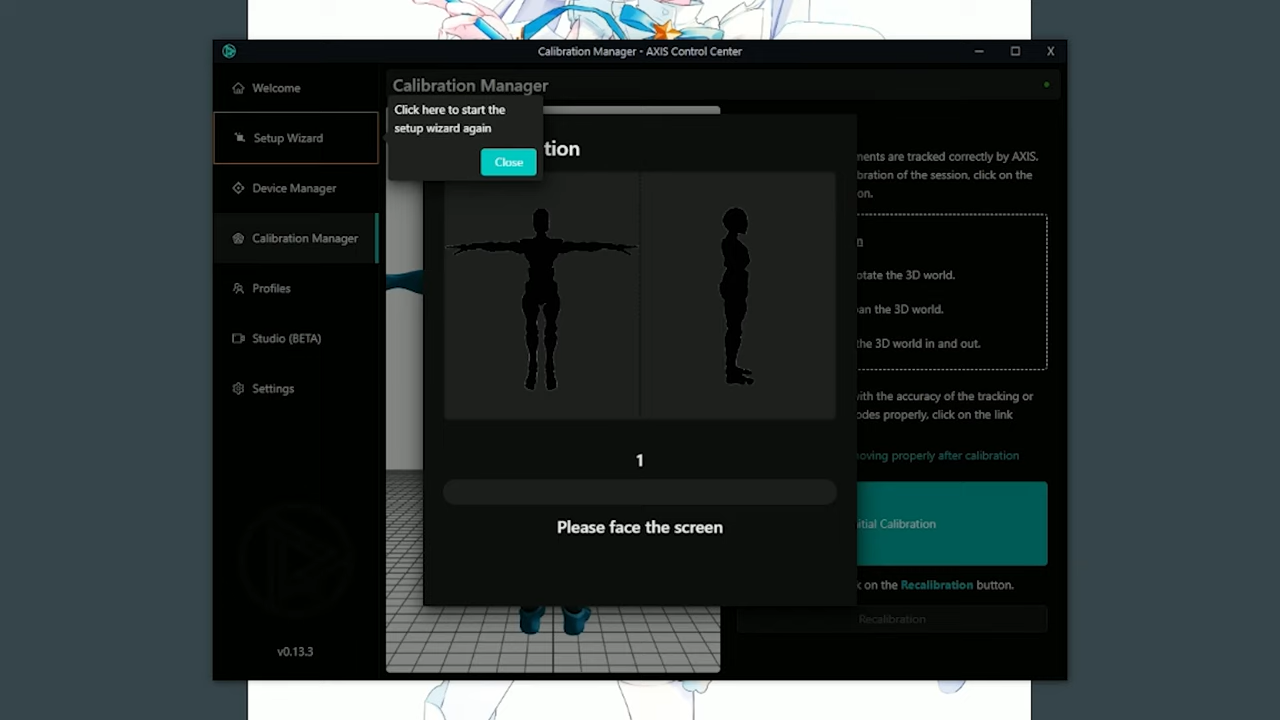 Calibration Manager - AXIS Control Center
X
Welcome
Setup Wizard
Device Manager
Calibration Manager
Profiles
Studio (BETA)
Settings
v0.13.3
Calibration Manager
Click here to start the
setup wizard again
Close
tion
1
Please face the screen
ments are tracked correctly by AXIS.
bration of the session, click on the
on.
n
otate the 3D world.
an the 3D world.
the 3D world in and out.
with the accuracy of the tracking or
odes properly, click on the link
oving properly after calibration
itial Calibration
k on the Recalibration button.
Recalibration